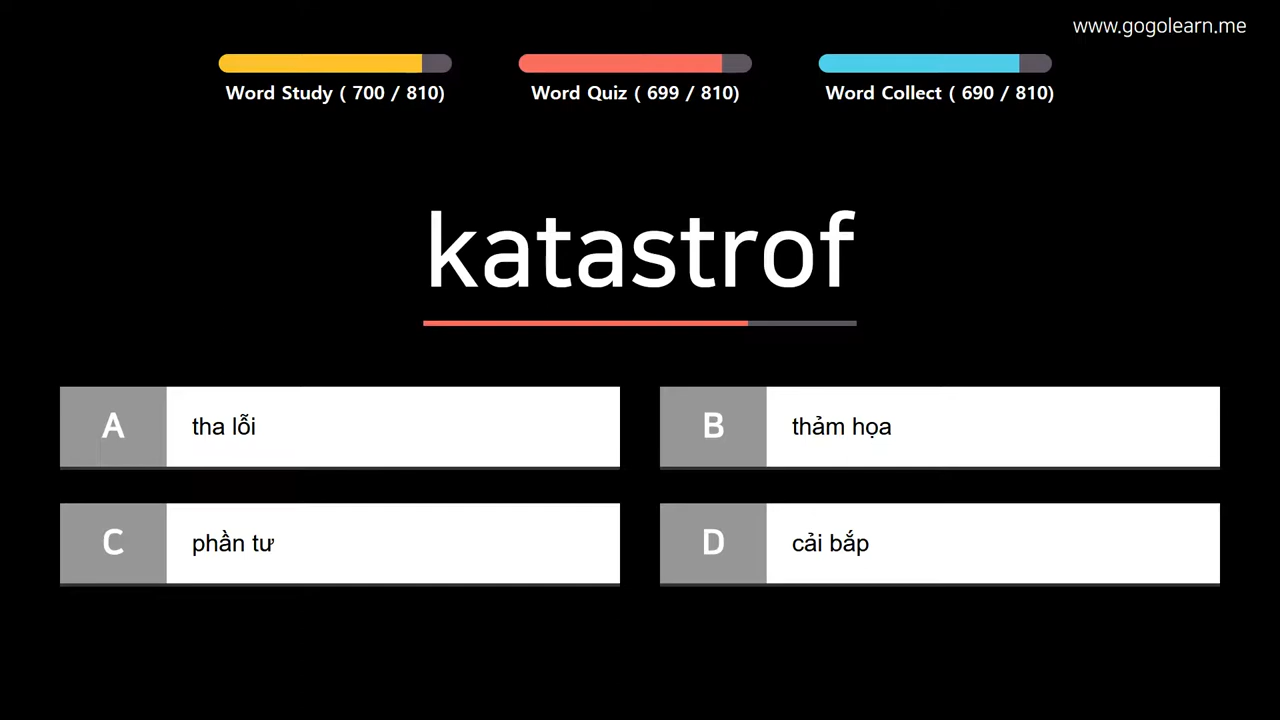 www.gogolearn.me
Word Study ( 700 / 810)
Word Quiz ( 699 / 810)
Word Collect ( 690 / 810)
katastrof
A tha lỗi
B thảm họa
C phần tư
D cải bắp